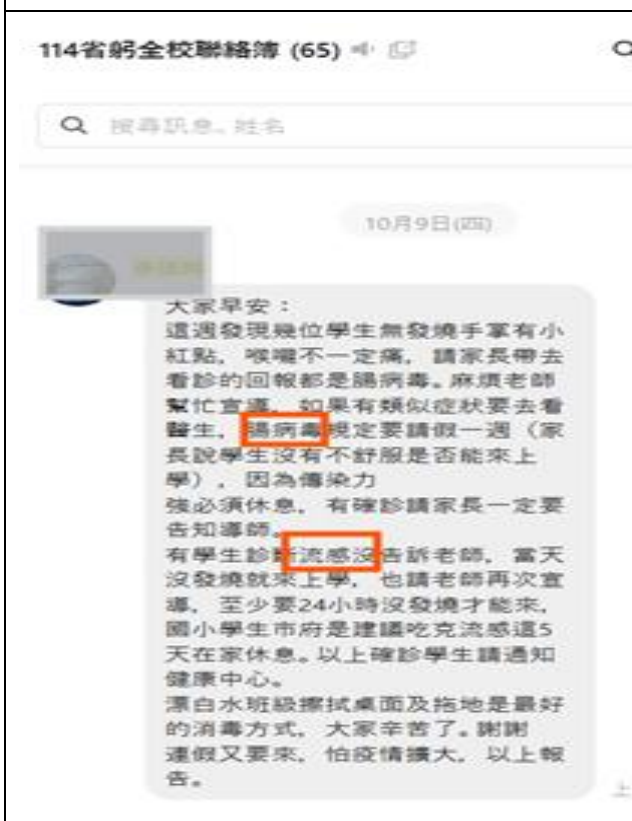 114省躬全校聯絡簿 (65)
搜尋訊息、姓名
10月9日(四)
大家早安：
這週發現幾位學生無發燒手掌有小
紅點，喉嚨不一定痛，請家長帶去
看診的回報都是腸病毒。麻煩老師
幫忙宣導，如果有類似症狀要去看
醫生，腸病毒規定要請假一週（家
長說學生沒有不舒服是否能來上
學），因為傳染力
強必須休息，有確診請家長一定要
告知導師。
有學生診斷流感沒告訴老師，當天
沒發燒就來上學，也請老師再次宣
導，至少要24小時沒發燒才能來，
國小學生市府是建議吃克流感這5
天在家休息。以上確診學生請通知
健康中心。
漂白水班級擦拭桌面及拖地是最好
的消毒方式，大家辛苦了。謝謝
連假又要來，怕疫情擴大，以上報
告。
上